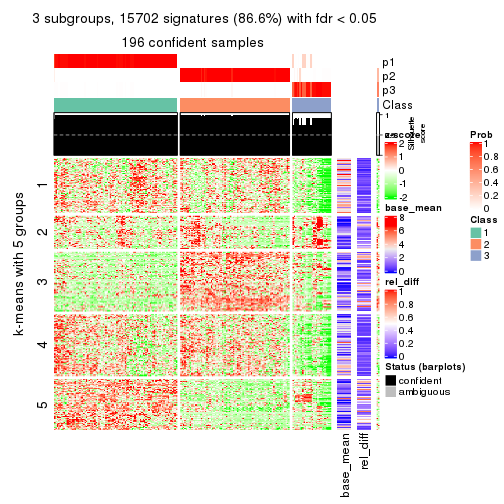 3 subgroups, 15702 signatures (86.6%) with fdr < 0.05
196 confident samples
p1
p2
p3
Class
1
Silhouette
score
k-means with 5 groups
1
2
3
4
5
base_mean
rel_diff
z-score
2
1
0
-1
-2
base_mean
8
6
4
2
0
rel_diff
1
0.8
0.6
0.4
0.2
0
Status (barplots)
confident
ambiguous
Prob
1
0.8
0.6
0.4
0.2
0
Class
1
2
3